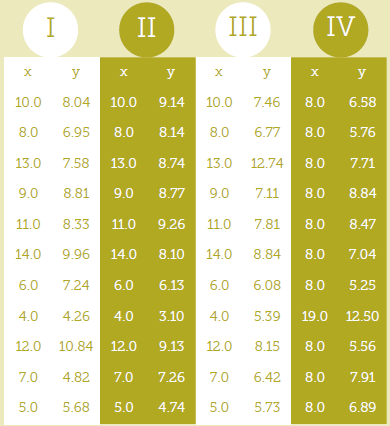 I II III IV
x y x y x y x y
10.0 8.04 10.0 9.14 10.0 7.46 8.0 6.58
8.0 6.95 8.0 8.14 8.0 6.77 8.0 5.76
13.0 7.58 13.0 8.74 13.0 12.74 8.0 7.71
9.0 8.81 9.0 8.77 9.0 7.11 8.0 8.84
11.0 8.33 11.0 9.26 11.0 7.81 8.0 8.47
14.0 9.96 14.0 8.10 14.0 8.84 8.0 7.04
6.0 7.24 6.0 6.13 6.0 6.08 8.0 5.25
4.0 4.26 4.0 3.10 4.0 5.39 19.0 12.50
12.0 10.84 12.0 9.13 12.0 8.15 8.0 5.56
7.0 4.82 7.0 7.26 7.0 6.42 8.0 7.91
5.0 5.68 5.0 4.74 5.0 5.73 8.0 6.89